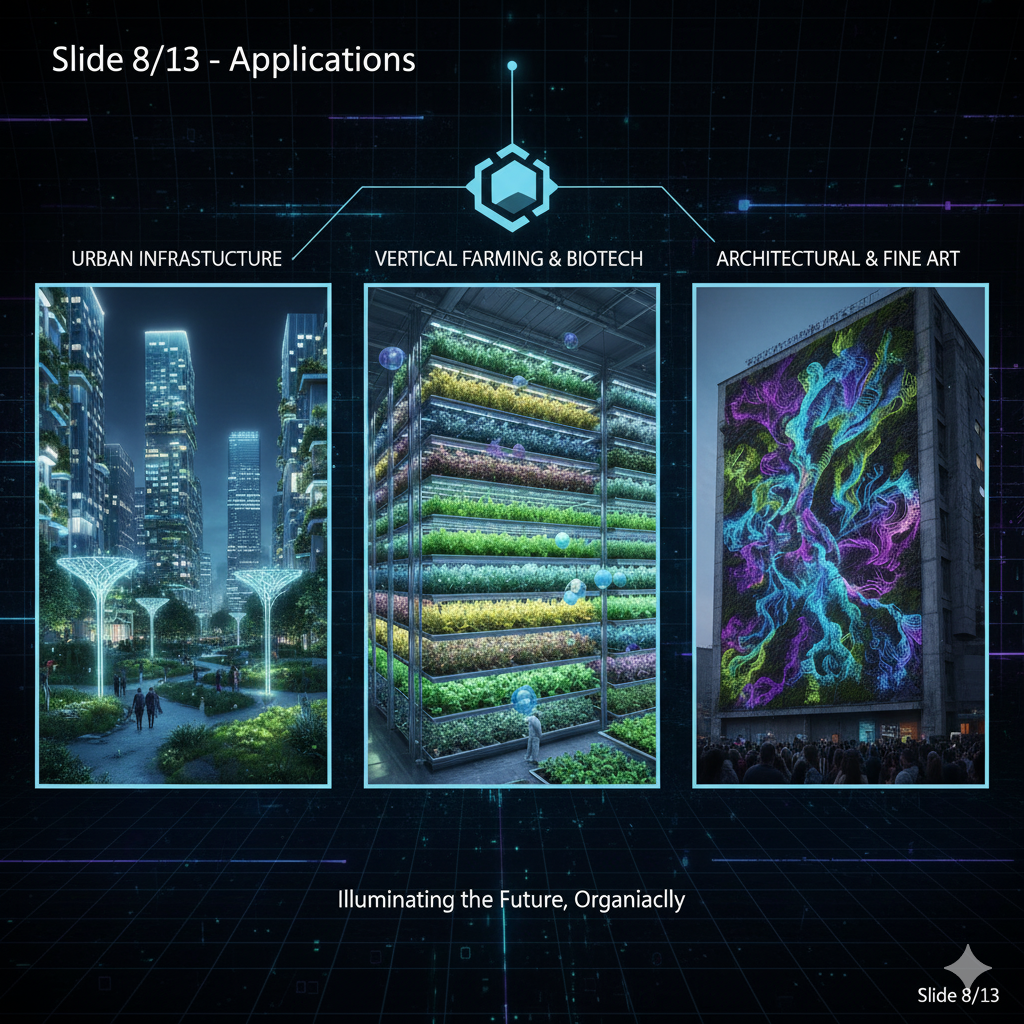 Slide 8/13 - Applications
URBAN INFRASTUCTURE
VERTICAL FARMING & BIOTECH
ARCHITECTURAL & FINE ART
Illuminating the Future, Organiaclly
Slide 8/13